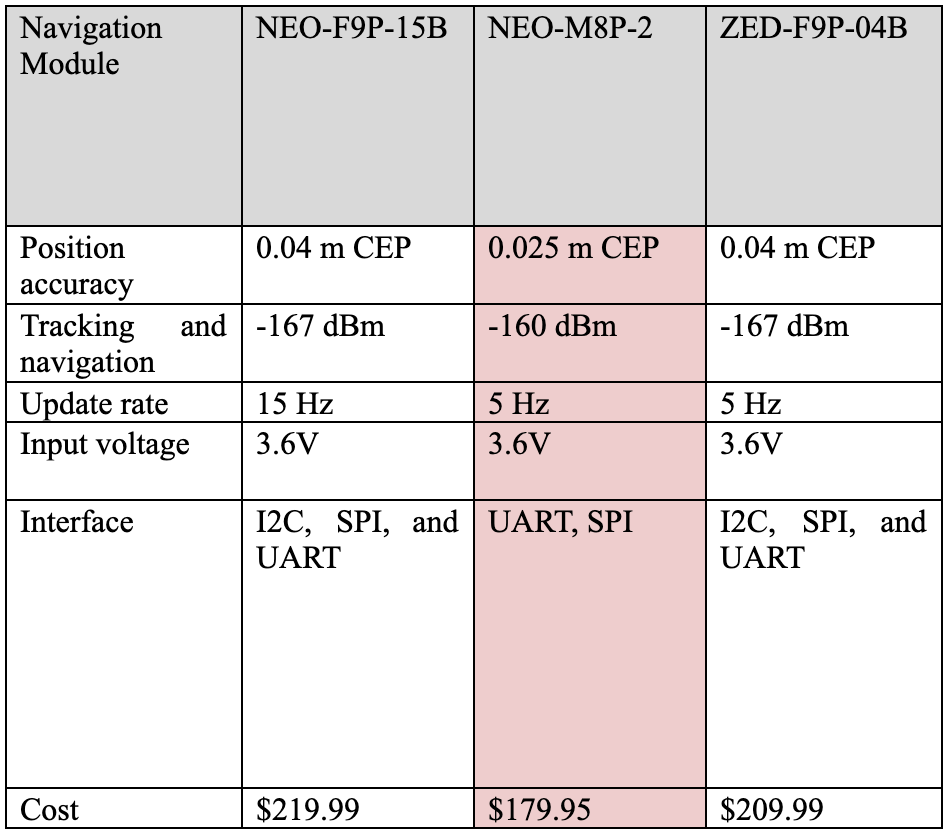 Navigation Module NEO-F9P-15B NEO-M8P-2 ZED-F9P-04B
Position accuracy 0.04 m CEP 0.025 m CEP 0.04 m CEP
Tracking and navigation -167 dBm -160 dBm -167 dBm
Update rate 15 Hz 5 Hz 5 Hz
Input voltage 3.6V 3.6V 3.6V
Interface I2C, SPI, and UART UART, SPI I2C, SPI, and UART
Cost $219.99 $179.95 $209.99